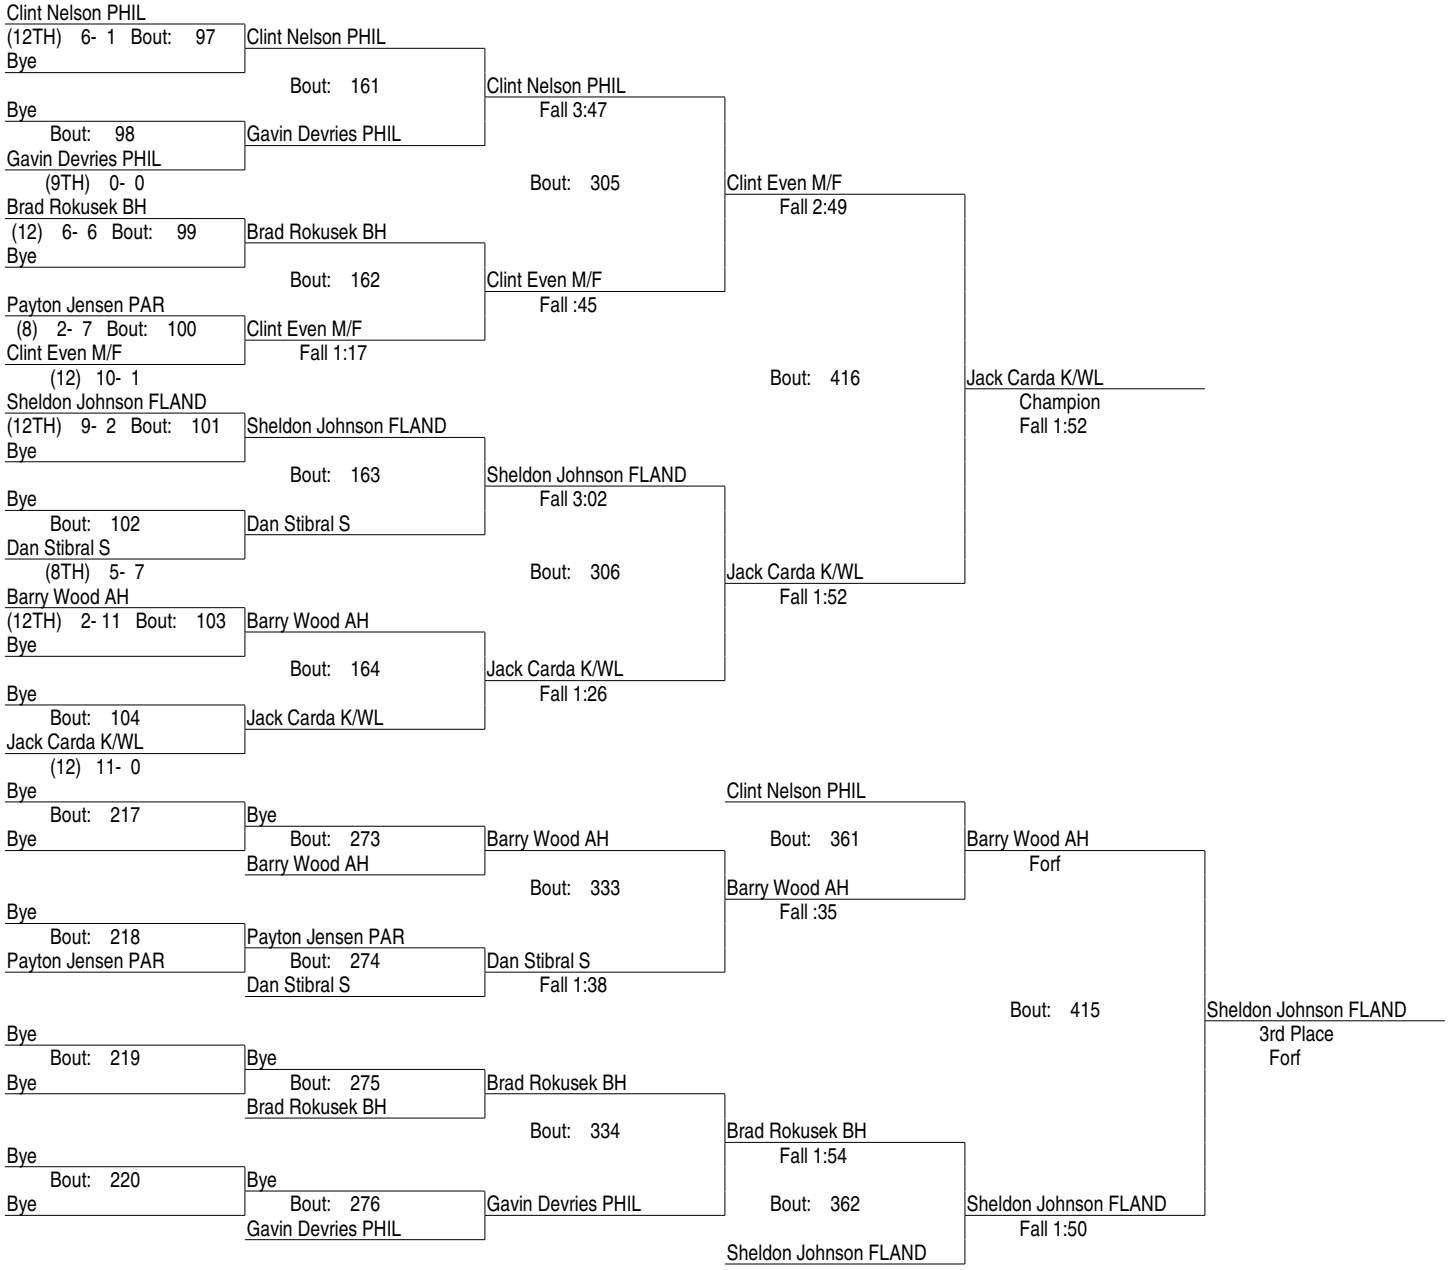 Clint Nelson PHIL
(12TH) 6- 1 Bout: 97 Clint Nelson PHIL
Bye
Bout: 161 Clint Nelson PHIL
Bye Fall 3:47
Bout: 98 Gavin Devries PHIL
Gavin Devries PHIL
(9TH) 0- 0 Bout: 305 Clint Even M/F
Brad Rokusek BH Fall 2:49
(12) 6- 6 Bout: 99 Brad Rokusek BH
Bye
Bout: 162 Clint Even M/F
Payton Jensen PAR Fall :45
(8) 2- 7 Bout: 100 Clint Even M/F
Clint Even M/F Fall 1:17
(12) 10- 1 Bout: 416 Jack Carda K/WL
Sheldon Johnson FLAND Champion
(12TH) 9- 2 Bout: 101 Sheldon Johnson FLAND Fall 1:52
Bye
Bout: 163 Sheldon Johnson FLAND
Bye Fall 3:02
Bout: 102 Dan Stibral S
Dan Stibral S
(8TH) 5- 7 Bout: 306 Jack Carda K/WL
Barry Wood AH Fall 1:52
(12TH) 2- 11 Bout: 103 Barry Wood AH
Bye
Bout: 164 Jack Carda K/WL
Bye Fall 1:26
Bout: 104 Jack Carda K/WL
Jack Carda K/WL
(12) 11- 0
Bye Clint Nelson PHIL
Bout: 217 Bye
Bye Bout: 273 Barry Wood AH Bout: 361 Barry Wood AH
Barry Wood AH Forf
Bout: 333 Barry Wood AH
Bye Fall :35
Bout: 218 Payton Jensen PAR
Payton Jensen PAR Bout: 274 Dan Stibral S
Dan Stibral S Fall 1:38
Bout: 415 Sheldon Johnson FLAND
Bye 3rd Place
Bout: 219 Bye Forf
Bye Bout: 275 Brad Rokusek BH
Brad Rokusek BH
Bout: 334 Brad Rokusek BH
Bye Fall 1:54
Bout: 220 Bye
Bye Bout: 276 Gavin Devries PHIL Bout: 362 Sheldon Johnson FLAND
Gavin Devries PHIL Fall 1:50
Sheldon Johnson FLAND